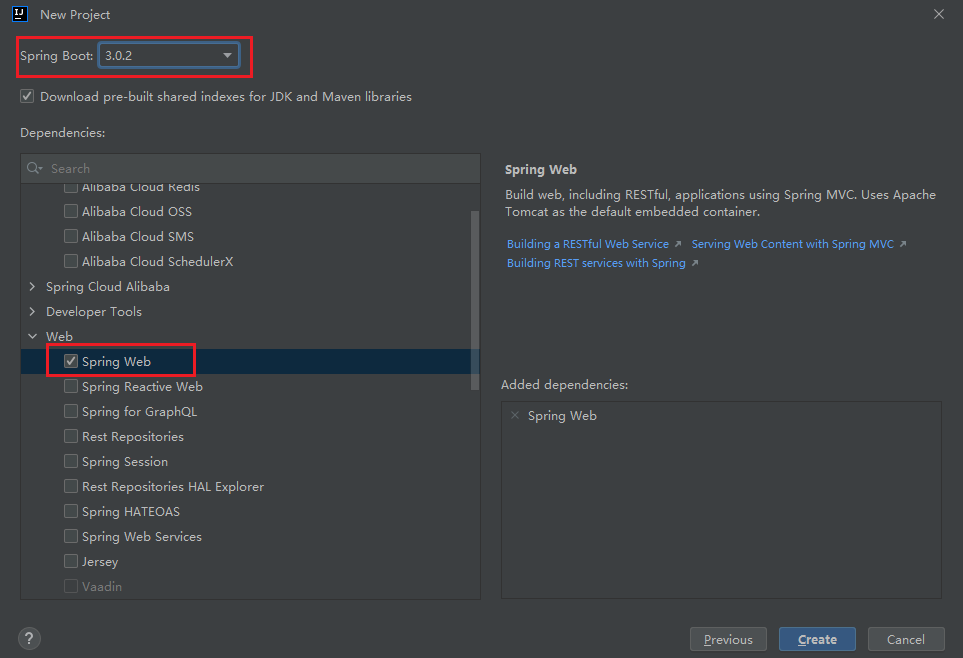 New Project
Spring Boot: 3.0.2
Download pre-built shared indexes for JDK and Maven libraries
Dependencies:
Search
Alibaba Cloud Redis
Alibaba Cloud OSS
Alibaba Cloud SMS
Alibaba Cloud SchedulerX
Spring Cloud Alibaba
Developer Tools
Web
Spring Web
Spring Reactive Web
Spring for GraphQL
Rest Repositories
Spring Session
Rest Repositories HAL Explorer
Spring HATEOAS
Spring Web Services
Jersey
Vaadin
Spring Web
Build web, including RESTful, applications using Spring MVC. Uses Apache
Tomcat as the default embedded container.
Building a RESTful Web Service Serving Web Content with Spring MVC
Building REST services with Spring
Added dependencies:
Spring Web
? Previous Create Cancel